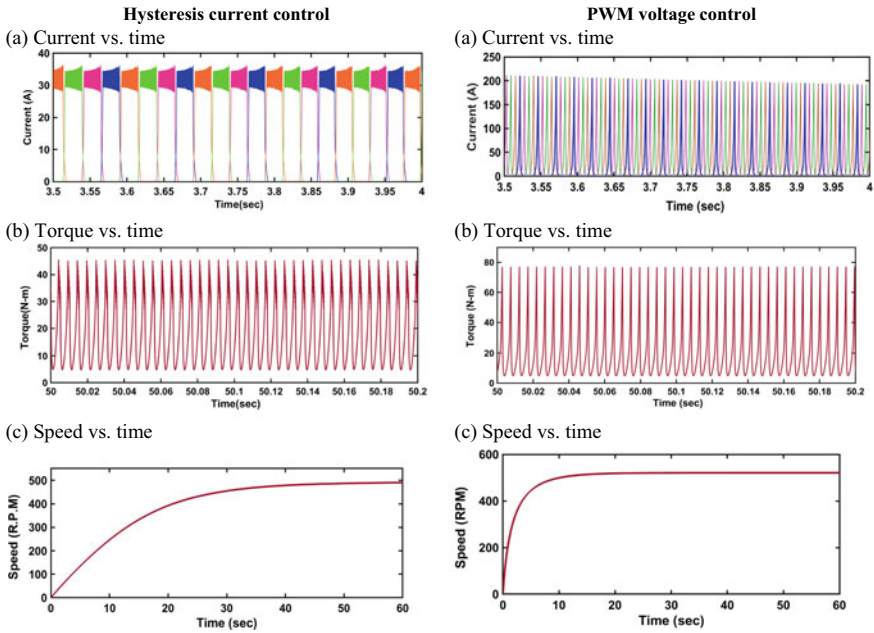 Hysteresis current control
(a) Current vs. time
40
30
20
10
0
Current (A)
3.5 3.55 3.6 3.65 3.7 3.75 3.8 3.85 3.9 3.95 4
Time(sec)
(b) Torque vs. time
50
40
30
20
10
0
Torque(N-m)
50 50.02 50.04 50.06 50.08 50.1 50.12 50.14 50.16 50.18 50.2
Time(sec)
(c) Speed vs. time
500
400
300
200
100
0
Speed (R.P.M)
0 10 20 30 40 50 60
Time (sec)
PWM voltage control
(a) Current vs. time
250
200
150
100
50
0
Current (A)
3.5 3.55 3.6 3.65 3.7 3.75 3.8 3.85 3.9 3.95 4
Time (sec)
(b) Torque vs. time
80
60
40
20
0
Torque (N-m)
50 50.02 50.04 50.06 50.08 50.1 50.12 50.14 50.16 50.18 50.2
Time (sec)
(c) Speed vs. time
600
400
200
0
Speed (RPM)
0 10 20 30 40 50 60
Time (sec)